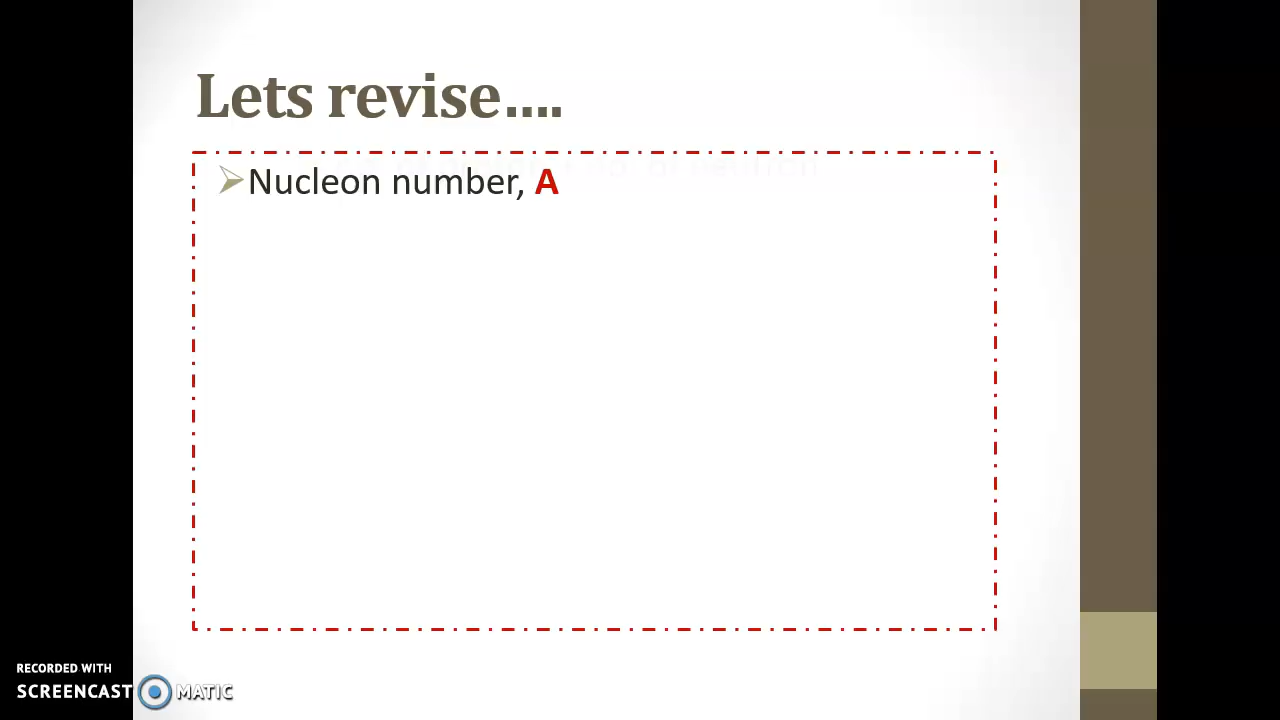 Lets revise....
Nucleon number, A
RECORDED WITH
SCREENCAST MATIC